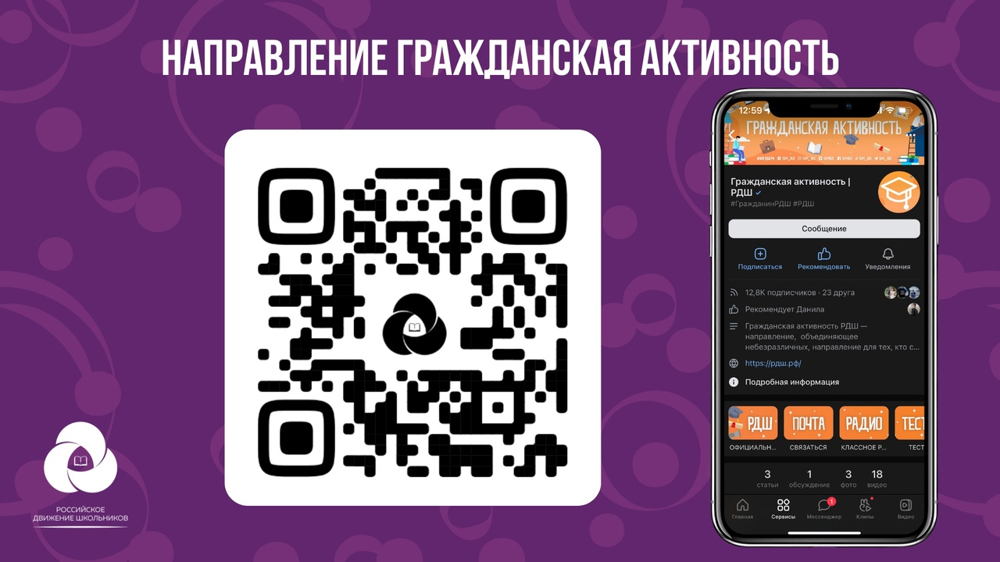 НАПРАВЛЕНИЕ ГРАЖДАНСКАЯ АКТИВНОСТЬ
12:59
ГРАЖДАНСКАЯ АКТИВНОСТЬ
Гражданская активность |
РДШ
#ГражданинРДШ #РДШ
Сообщение
Подписаться Рекомендовать Уведомления
12,8K подписчиков · 23 друга
Рекомендует Данила
Гражданская активность РДШ —
направление, объединяющее
небезразличных, направление для тех, кто с...
https://рдш.рф/
Подробная информация
РДШ ПОЧТА РАДИО ТЕСТ
ОФИЦИАЛЬН... СВЯЗАТЬСЯ КЛАССНОЕ Р... ТЕСТ
3 1 3 18
статьи обсуждение фото видео
1
Главная Сервисы Мессенджер Клипы Видео
РОССИЙСКОЕ
ДВИЖЕНИЕ ШКОЛЬНИКОВ